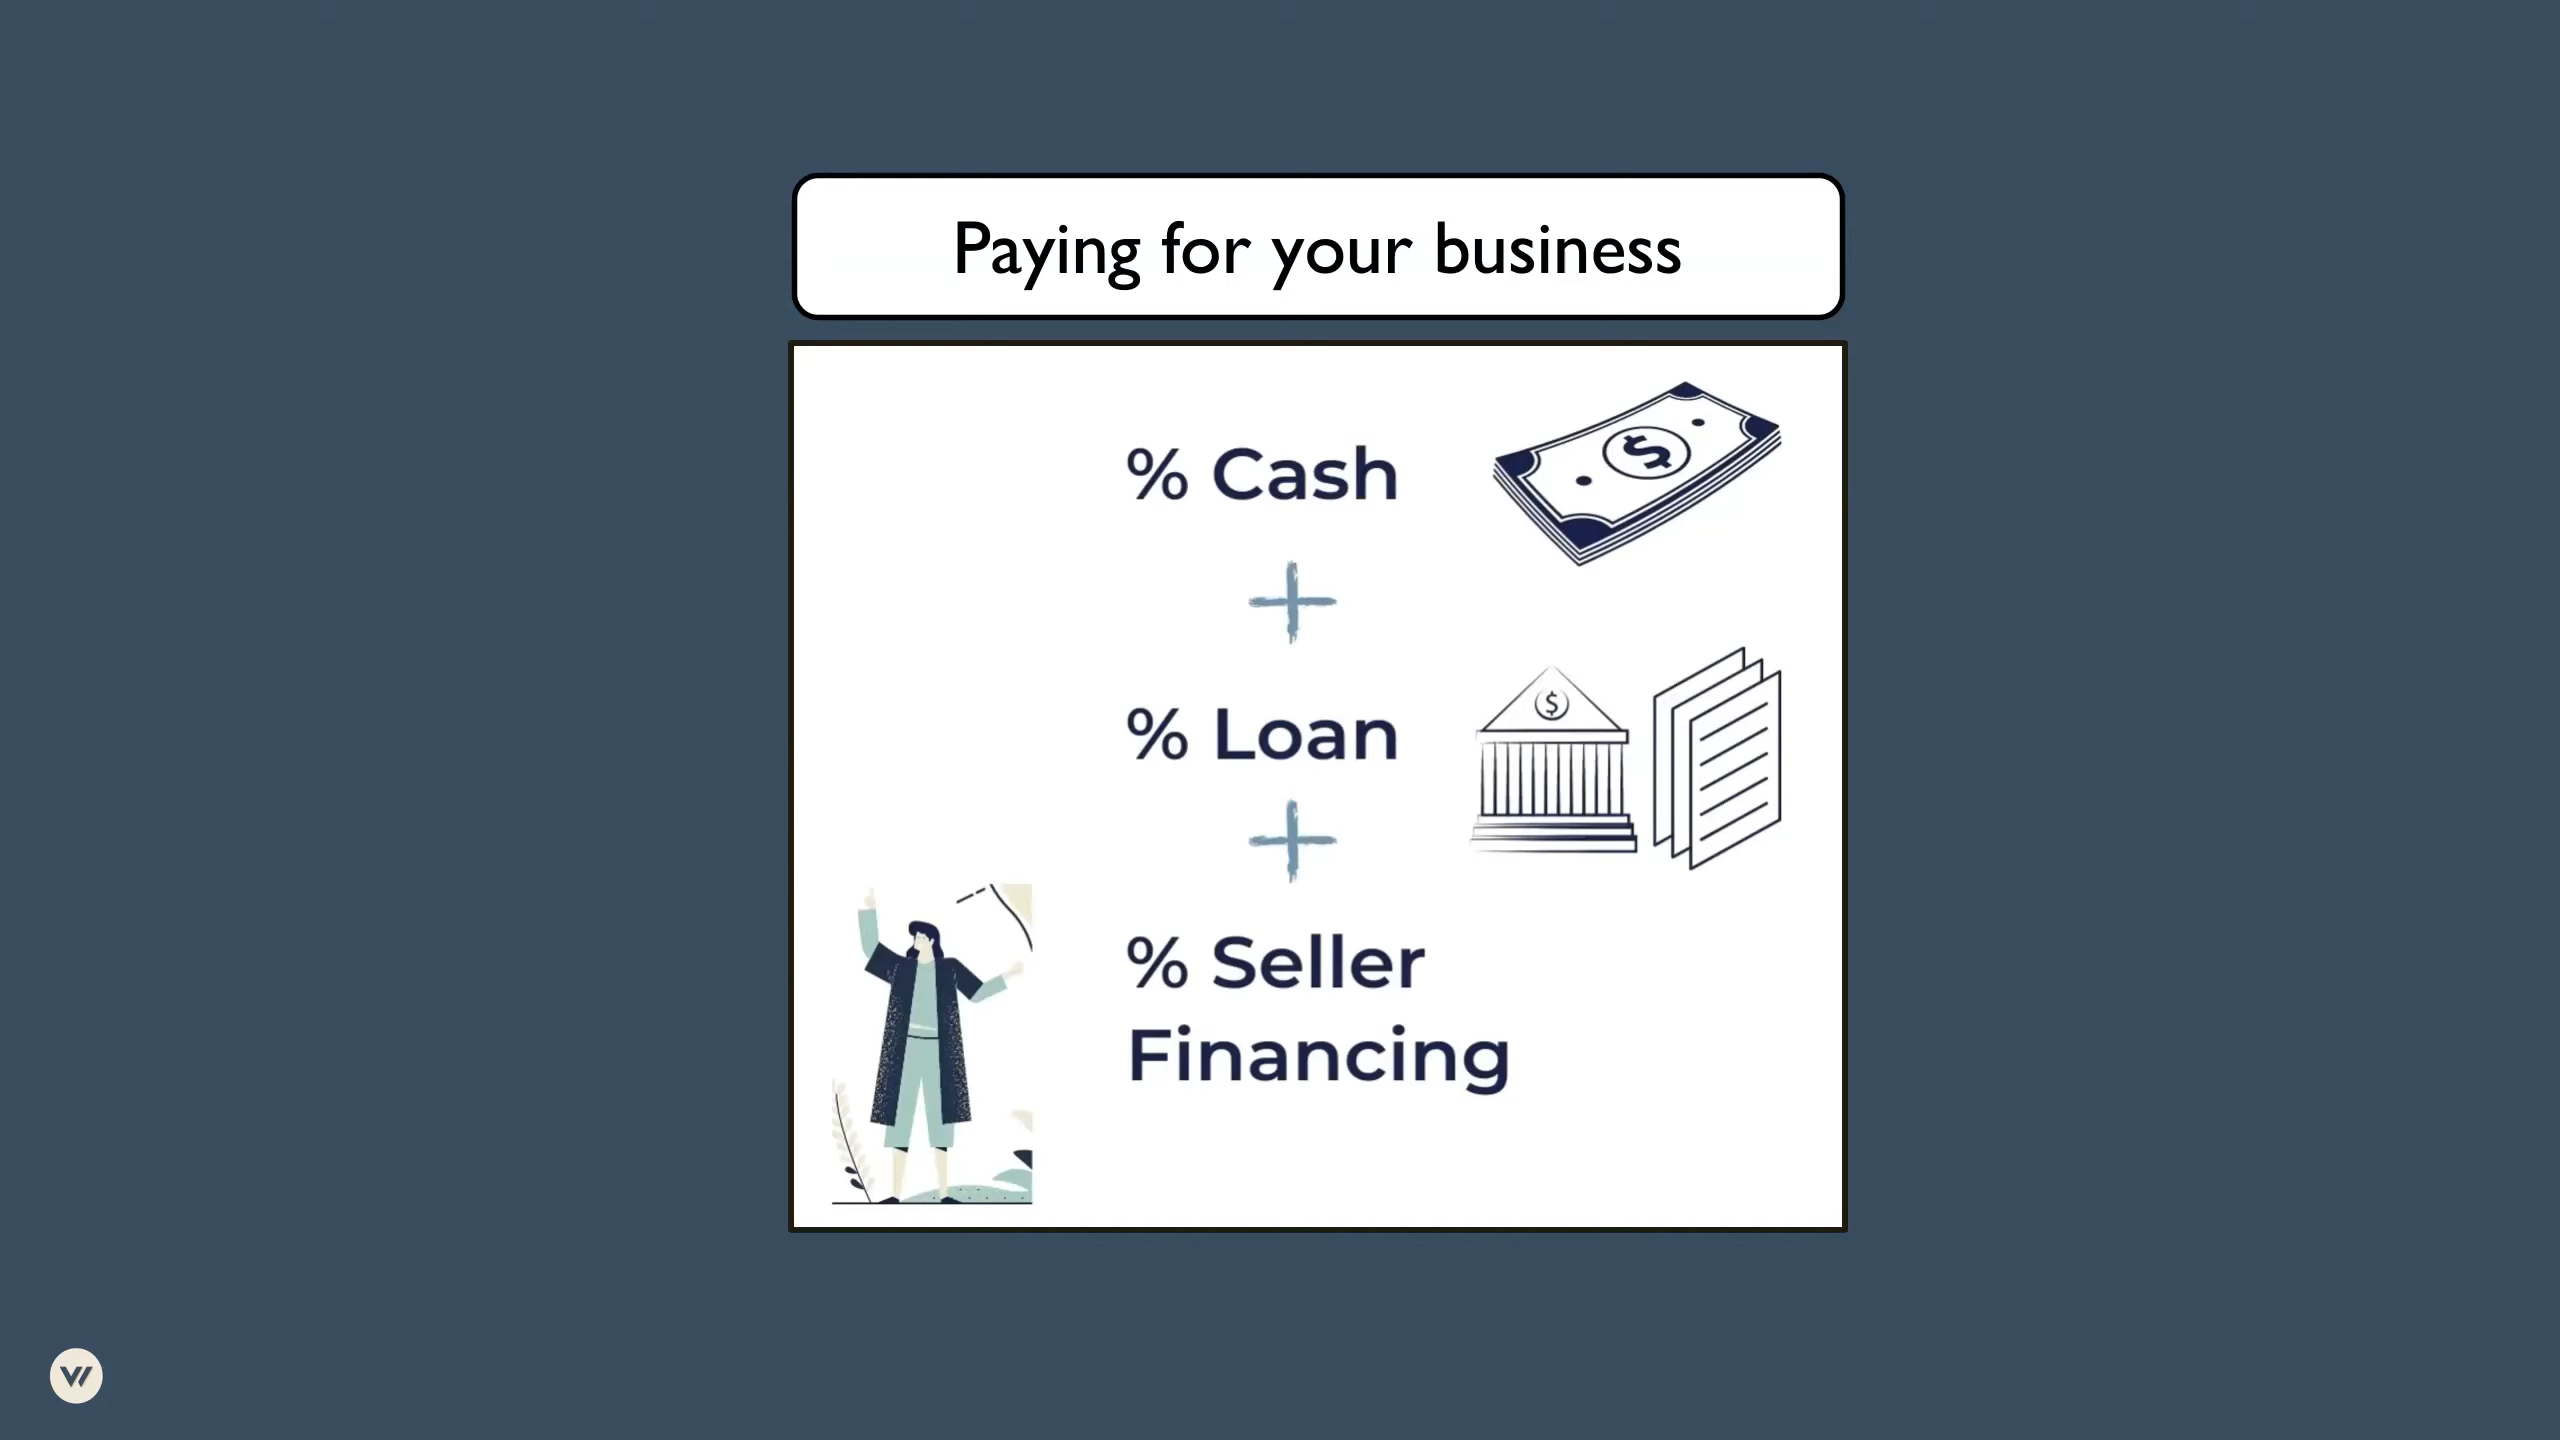 Paying for your business
% Cash
$
+
% Loan
$
+
% Seller
Financing
W